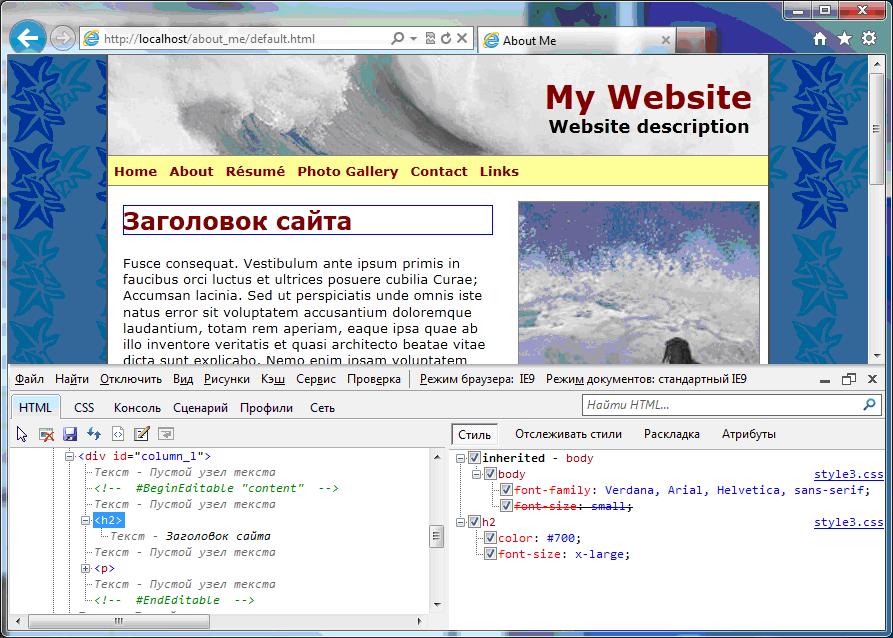 http://localhost/about_me/default.html
About Me
My Website
Website description
Home About Résumé Photo Gallery Contact Links
Заголовок сайта
Fusce consequat. Vestibulum ante ipsum primis in
faucibus orci luctus et ultrices posuere cubilia Curae;
Accumsan lacinia. Sed ut perspiciatis unde omnis iste
natus error sit voluptatem accusantium doloremque
laudantium, totam rem aperiam, eaque ipsa quae ab
illo inventore veritatis et quasi architecto beatae vitae
dicta sunt explicabo. Nemo enim ipsam voluptatem
Файл Найти Отключить Вид Рисунки Кэш Сервис Проверка Режим браузера: IE9 Режим документов: стандартный IE9
HTML CSS Консоль Сценарий Профили Сеть Найти HTML...
Стиль Отслеживать стили Раскладка Атрибуты
<div id="column_l">
Текст - Пустой узел текста
<!-- #BeginEditable "content" -->
Текст - Пустой узел текста
<h2>
Текст - Заголовок сайта
Текст - Пустой узел текста
<p>
Текст - Пустой узел текста
<!-- #EndEditable -->
inherited - body
body style3.css
font-family: Verdana, Arial, Helvetica, sans-serif;
font-size: small;
h2 style3.css
color: #700;
font-size: x-large;